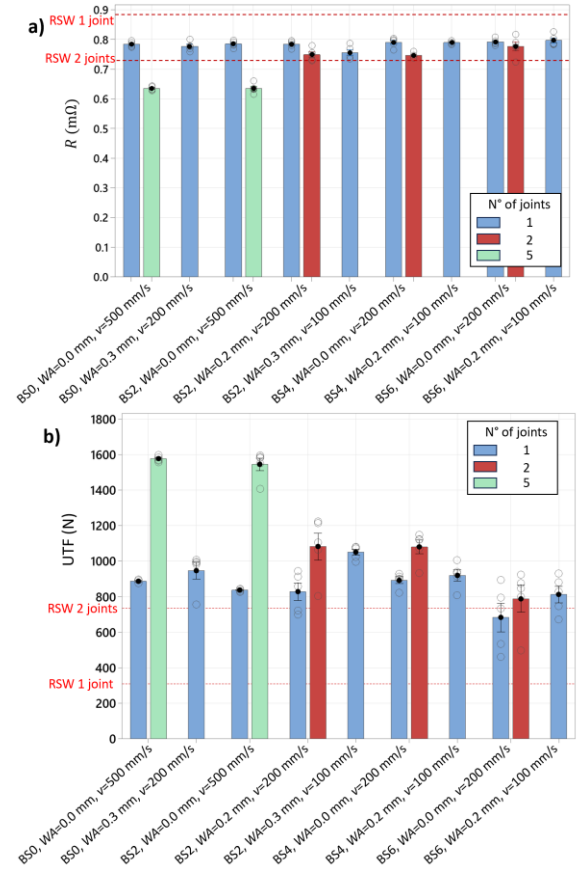 a)
RSW 1 joint
RSW 2 joints
R (mΩ)
0.9
0.8
0.7
0.6
0.5
0.4
0.3
0.2
0.1
0.0
N° of joints
1
2
5
BS0, WA=0.0 mm, v=500 mm/s
BS0, WA=0.3 mm, v=200 mm/s
BS2, WA=0.0 mm, v=500 mm/s
BS2, WA=0.2 mm, v=200 mm/s
BS2, WA=0.3 mm, v=100 mm/s
BS4, WA=0.0 mm, v=200 mm/s
BS4, WA=0.2 mm, v=100 mm/s
BS6, WA=0.0 mm, v=200 mm/s
BS6, WA=0.2 mm, v=100 mm/s
b)
UTF (N)
1800
1600
1400
1200
1000
800
600
400
200
0
RSW 2 joints
RSW 1 joint
N° of joints
1
2
5
BS0, WA=0.0 mm, v=500 mm/s
BS0, WA=0.3 mm, v=200 mm/s
BS2, WA=0.0 mm, v=500 mm/s
BS2, WA=0.2 mm, v=200 mm/s
BS2, WA=0.3 mm, v=100 mm/s
BS4, WA=0.0 mm, v=200 mm/s
BS4, WA=0.2 mm, v=100 mm/s
BS6, WA=0.0 mm, v=200 mm/s
BS6, WA=0.2 mm, v=100 mm/s